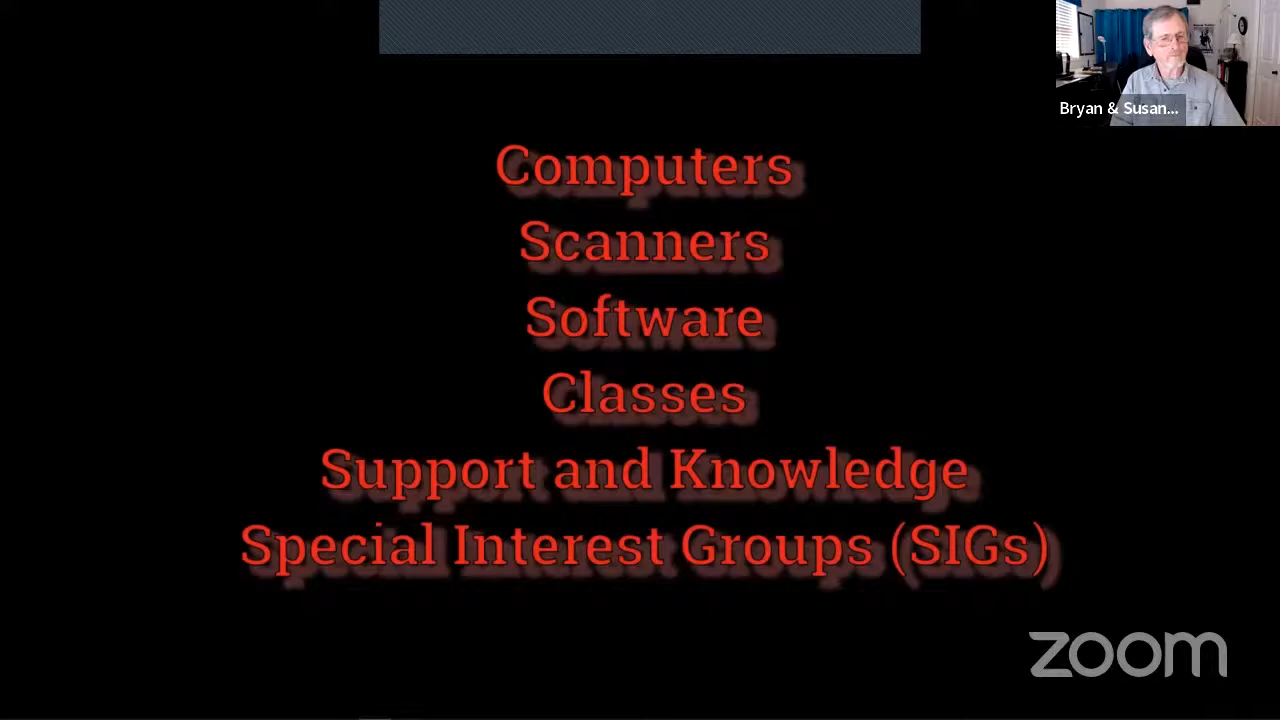 Bryan & Susan...
Computers
Scanners
Software
Classes
Support and Knowledge
Special Interest Groups (SIGs)
zoom